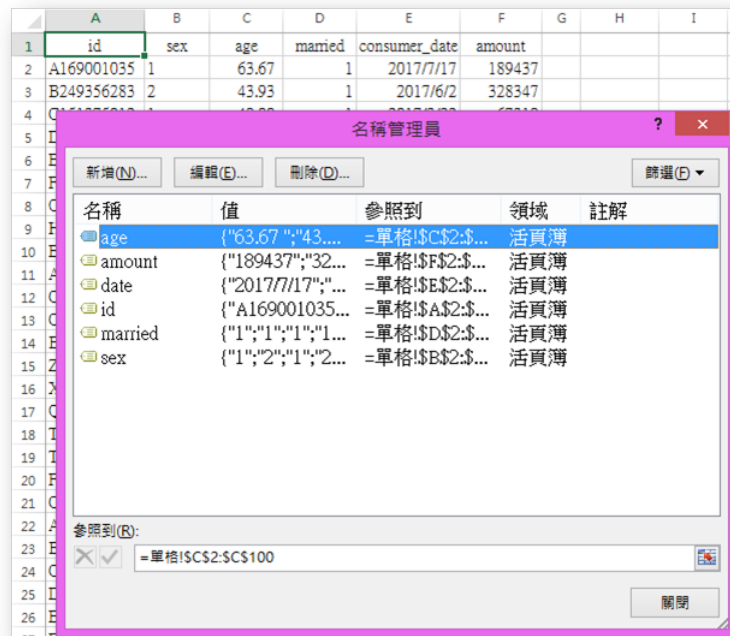 A B C D E F G H I
1 id sex age married consumer_date amount
2 A169001035 1 63.67 1 2017/7/17 189437
3 B249356283 2 43.93 1 2017/6/2 328347
4
5
6
7
8
9
10
11
12
13
14
15
16
17
18
19
20
21
22
23
24
25
26
名稱管理員 ? ×
新增(N)... 編輯(E)... 刪除(D)... 篩選(F)
名稱 值 參照到 領域 註解
age {"63.67 ";"43.... =單格!$C$2:$... 活頁簿
amount {"189437";"32... =單格!$F$2:$... 活頁簿
date {"2017/7/17";"... =單格!$E$2:$... 活頁簿
id {"A169001035... =單格!$A$2:$... 活頁簿
married {"1";"1";"1";"1... =單格!$D$2:$... 活頁簿
sex {"1";"2";"1";"2... =單格!$B$2:$... 活頁簿
參照到(R):
=單格!$C$2:$C$100
關閉